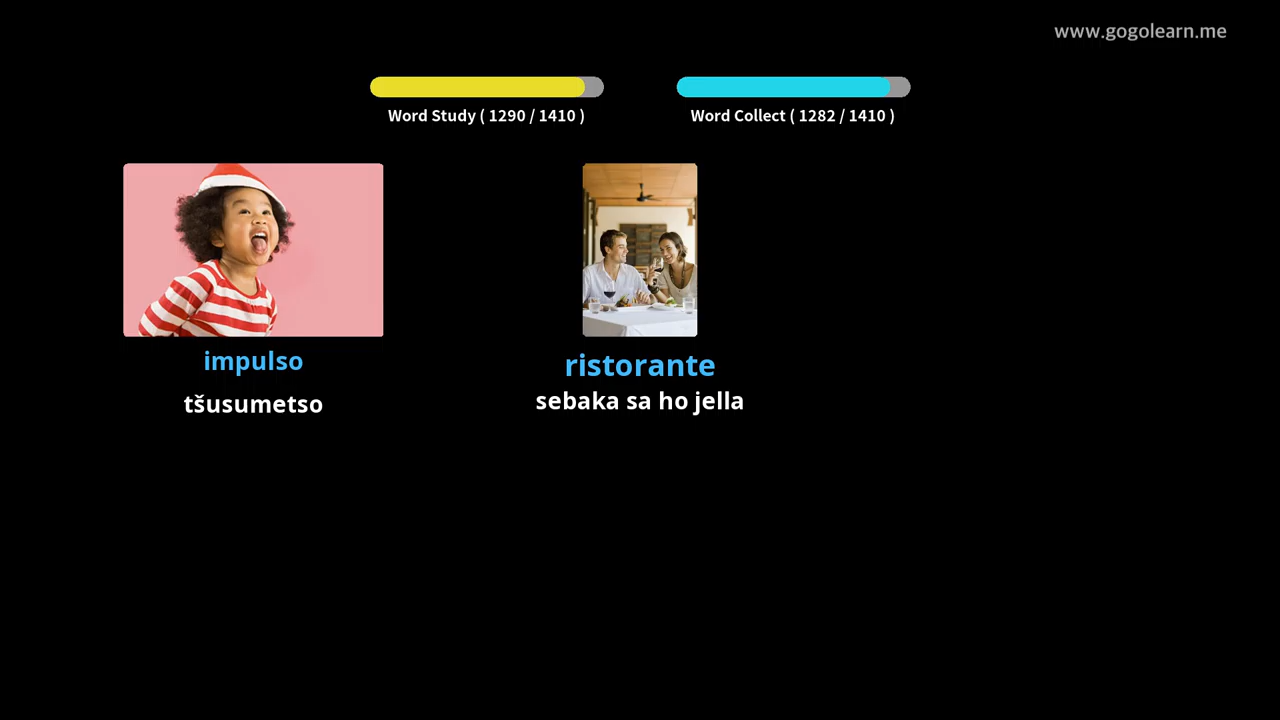 www.gogolearn.me
Word Study ( 1290 / 1410 )
Word Collect ( 1282 / 1410 )
impulso
tšusumetso
ristorante
sebaka sa ho jella